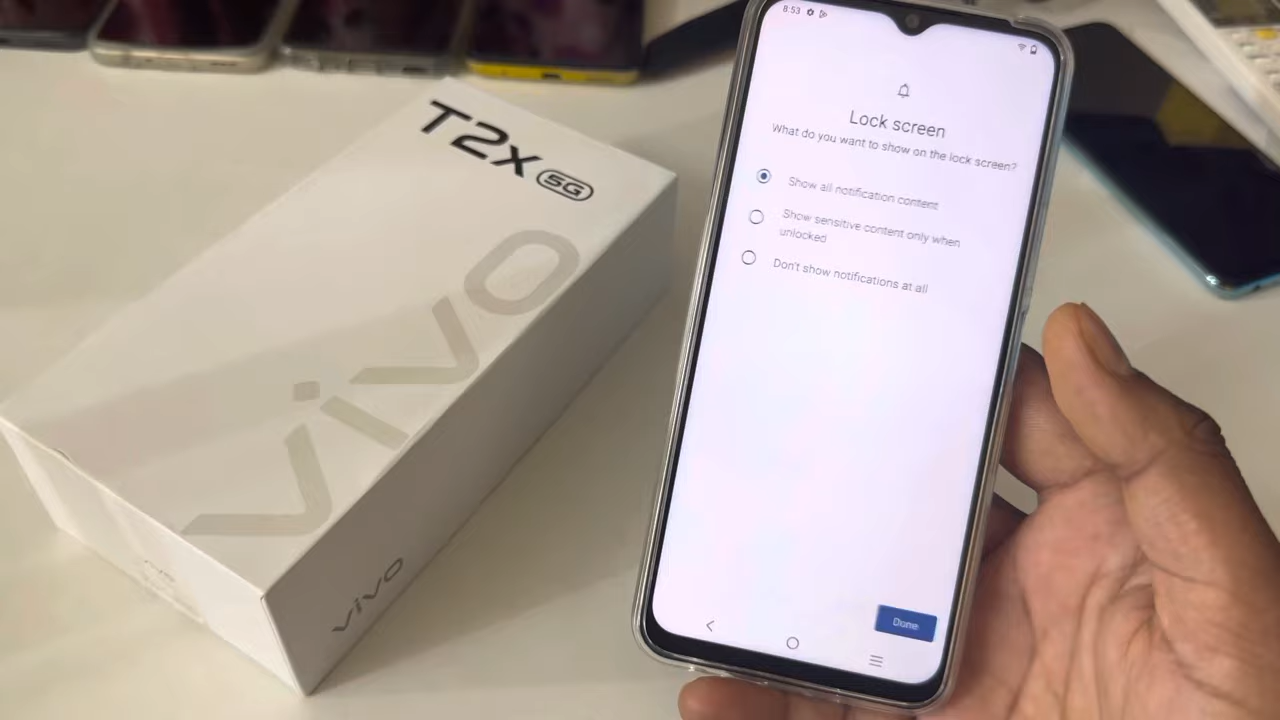 T2x 5G
vivo
vivo
8:53
Lock screen
What do you want to show on the lock screen?
Show all notification content
Show sensitive content only when
unlocked
Don't show notifications at all
Done